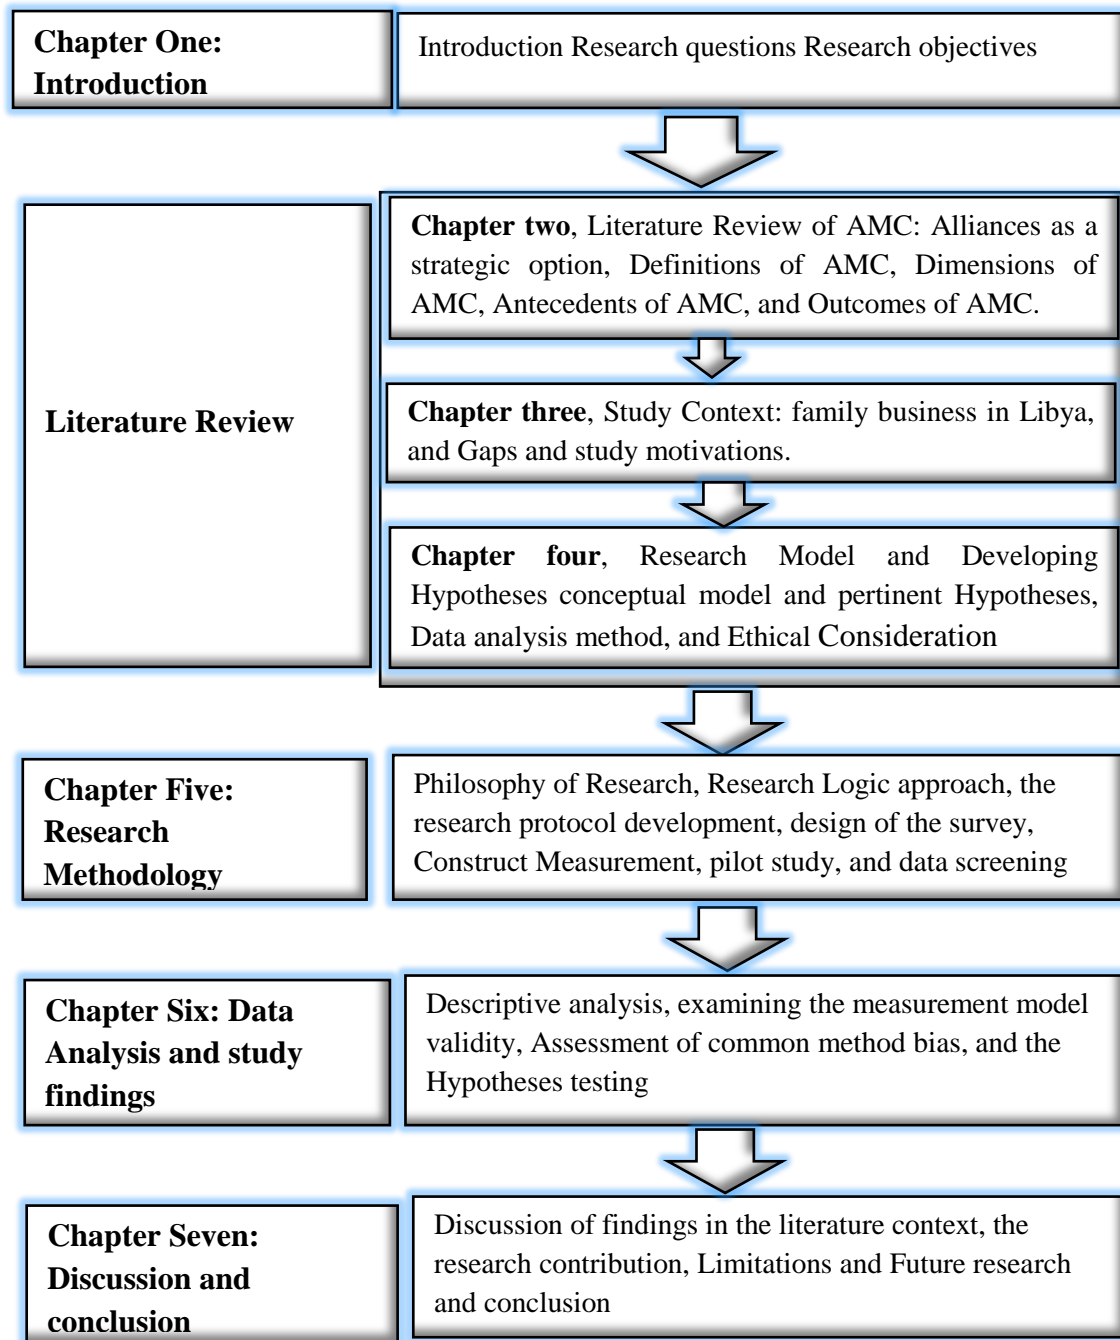 Chapter One:
Introduction
Introduction Research questions Research objectives
Literature Review
Chapter two, Literature Review of AMC: Alliances as a
strategic option, Definitions of AMC, Dimensions of
AMC, Antecedents of AMC, and Outcomes of AMC.
Chapter three, Study Context: family business in Libya,
and Gaps and study motivations.
Chapter four, Research Model and Developing
Hypotheses conceptual model and pertinent Hypotheses,
Data analysis method, and Ethical Consideration
Chapter Five:
Research
Methodology
Philosophy of Research, Research Logic approach, the
research protocol development, design of the survey,
Construct Measurement, pilot study, and data screening
Chapter Six: Data
Analysis and study
findings
Descriptive analysis, examining the measurement model
validity, Assessment of common method bias, and the
Hypotheses testing
Chapter Seven:
Discussion and
conclusion
Discussion of findings in the literature context, the
research contribution, Limitations and Future research
and conclusion